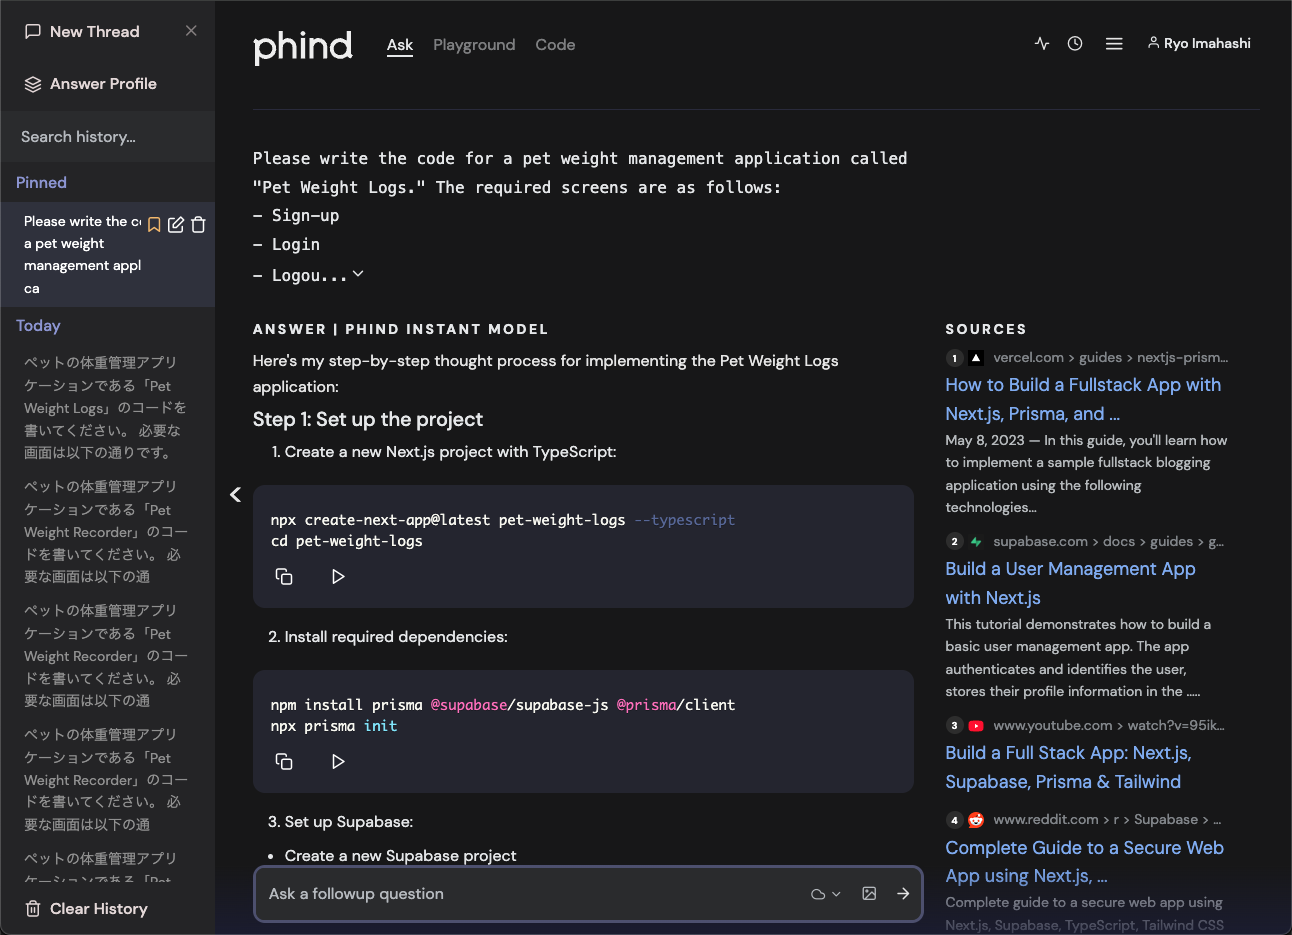 New Thread
Answer Profile
Search history...
Pinned
Please write the c
a pet weight
management appl
ca
Today
ペットの体重管理アプリ
ケーションである「Pet
Weight Logs」のコードを
書いてください。 必要な
画面は以下の通りです。
ペットの体重管理アプリ
ケーションである「Pet
Weight Recorder」のコー
ドを書いてください。 必
要な画面は以下の通
ペットの体重管理アプリ
ケーションである「Pet
Weight Recorder」のコー
ドを書いてください。 必
要な画面は以下の通
ペットの体重管理アプリ
ケーションである「Pet
Weight Recorder」のコー
ドを書いてください。 必
要な画面は以下の通
ペットの体重管理アプリ
ケーションである「Pet
Clear History
phind
Ask Playground Code
Ryo Imahashi
Please write the code for a pet weight management application called
"Pet Weight Logs." The required screens are as follows:
- Sign-up
- Login
- Logou...
ANSWER | PHIND INSTANT MODEL
Here's my step-by-step thought process for implementing the Pet Weight Logs
application:
Step 1: Set up the project
1. Create a new Next.js project with TypeScript:
npx create-next-app@latest pet-weight-logs --typescript
cd pet-weight-logs
2. Install required dependencies:
npm install prisma @supabase/supabase-js @prisma/client
npx prisma init
3. Set up Supabase:
• Create a new Supabase project
Ask a followup question
SOURCES
1 vercel.com > guides > nextjs-prism...
How to Build a Fullstack App with
Next.js, Prisma, and ...
May 8, 2023 — In this guide, you'll learn how
to implement a sample fullstack blogging
application using the following
technologies...
2 supabase.com > docs > guides > g...
Build a User Management App
with Next.js
This tutorial demonstrates how to build a
basic user management app. The app
authenticates and identifies the user,
stores their profile information in the .....
3 www.youtube.com > watch?v=95ik...
Build a Full Stack App: Next.js,
Supabase, Prisma & Tailwind
4 www.reddit.com > r > Supabase > ...
Complete Guide to a Secure Web
App using Next.js, ...
Complete guide to a secure web app using
Next.js, Supabase, TypeScript, Tailwind CSS